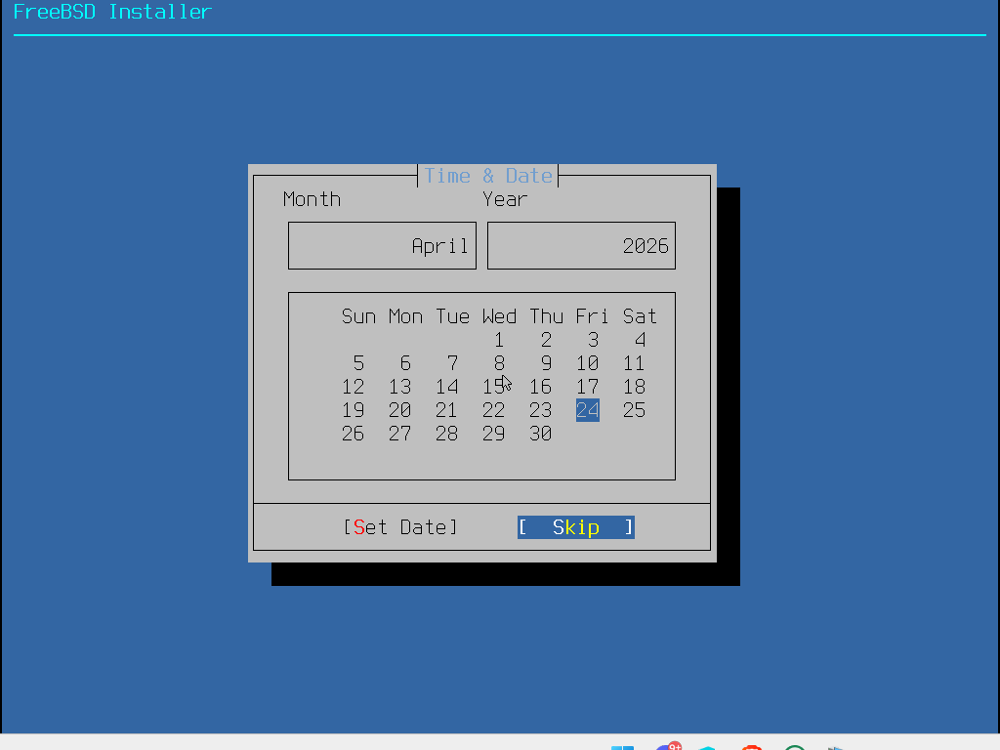 FreeBSD Installer
Time & Date
Month Year
April 2026
Sun Mon Tue Wed Thu Fri Sat
1 2 3 4
5 6 7 8 9 10 11
12 13 14 15 16 17 18
19 20 21 22 23 24 25
26 27 28 29 30
[Set Date] [ Skip ]
9+